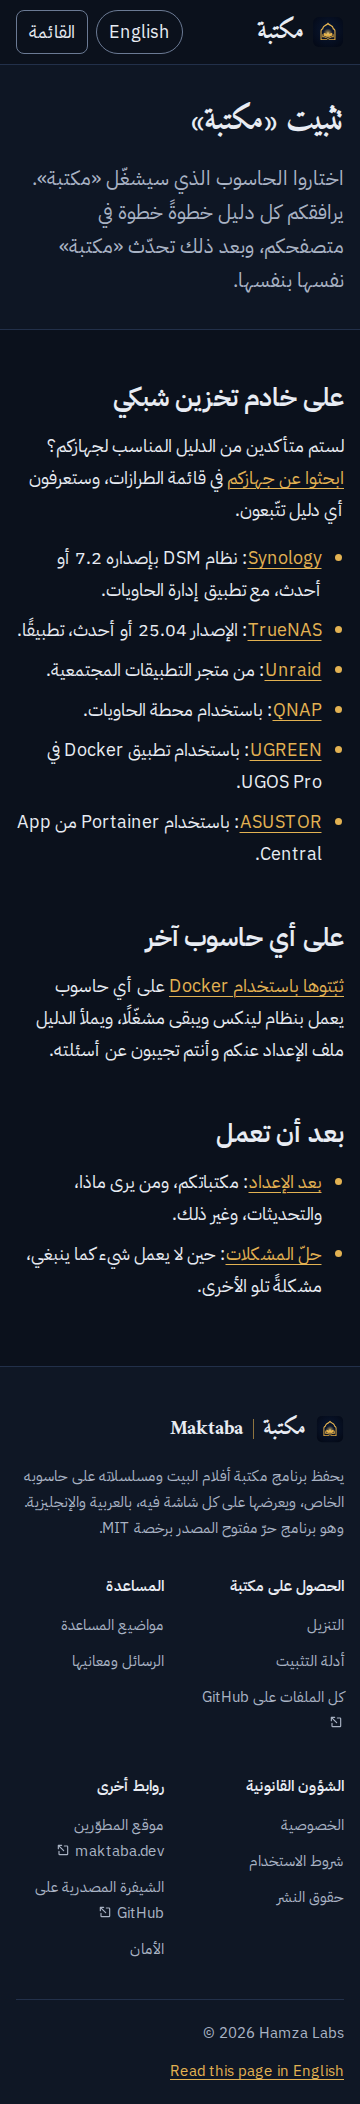 مكتبة
English
القائمة
تثبيت «مكتبة»
اختاروا الحاسوب الذي سيشغّل «مكتبة».
يرافقكم كل دليل خطوةً خطوة في
متصفحكم، وبعد ذلك تحدّث «مكتبة»
نفسها بنفسها.
على خادم تخزين شبكي
لستم متأكدين من الدليل المناسب لجهازكم؟
ابحثوا عن جهازكم في قائمة الطرازات، وستعرفون
أي دليل تتّبعون.
Synology: نظام DSM بإصداره 7.2 أو
أحدث، مع تطبيق إدارة الحاويات.
TrueNAS: الإصدار 25.04 أو أحدث، تطبيقًا.
Unraid: من متجر التطبيقات المجتمعية.
QNAP: باستخدام محطة الحاويات.
UGREEN: باستخدام تطبيق Docker في
UGOS Pro.
ASUSTOR: باستخدام Portainer من App
Central.
على أي حاسوب آخر
ثبّتوها باستخدام Docker على أي حاسوب
يعمل بنظام لينكس ويبقى مشغّلًا، ويملأ الدليل
ملف الإعداد عنكم وأنتم تجيبون عن أسئلته.
بعد أن تعمل
بعد الإعداد: مكتباتكم، ومن يرى ماذا،
والتحديثات، وغير ذلك.
حلّ المشكلات: حين لا يعمل شيء كما ينبغي،
مشكلةً تلو الأخرى.
مكتبة | Maktaba
يحفظ برنامج مكتبة أفلام البيت ومسلسلاته على حاسوبه
الخاص، ويعرضها على كل شاشة فيه، بالعربية والإنجليزية.
وهو برنامج حرّ مفتوح المصدر برخصة MIT.
الحصول على مكتبة
التنزيل
أدلة التثبيت
كل الملفات على GitHub
المساعدة
مواضيع المساعدة
الرسائل ومعانيها
الشؤون القانونية
الخصوصية
شروط الاستخدام
حقوق النشر
روابط أخرى
موقع المطوّرين
maktaba.dev
الشيفرة المصدرية على
GitHub
الأمان
© 2026 Hamza Labs
Read this page in English